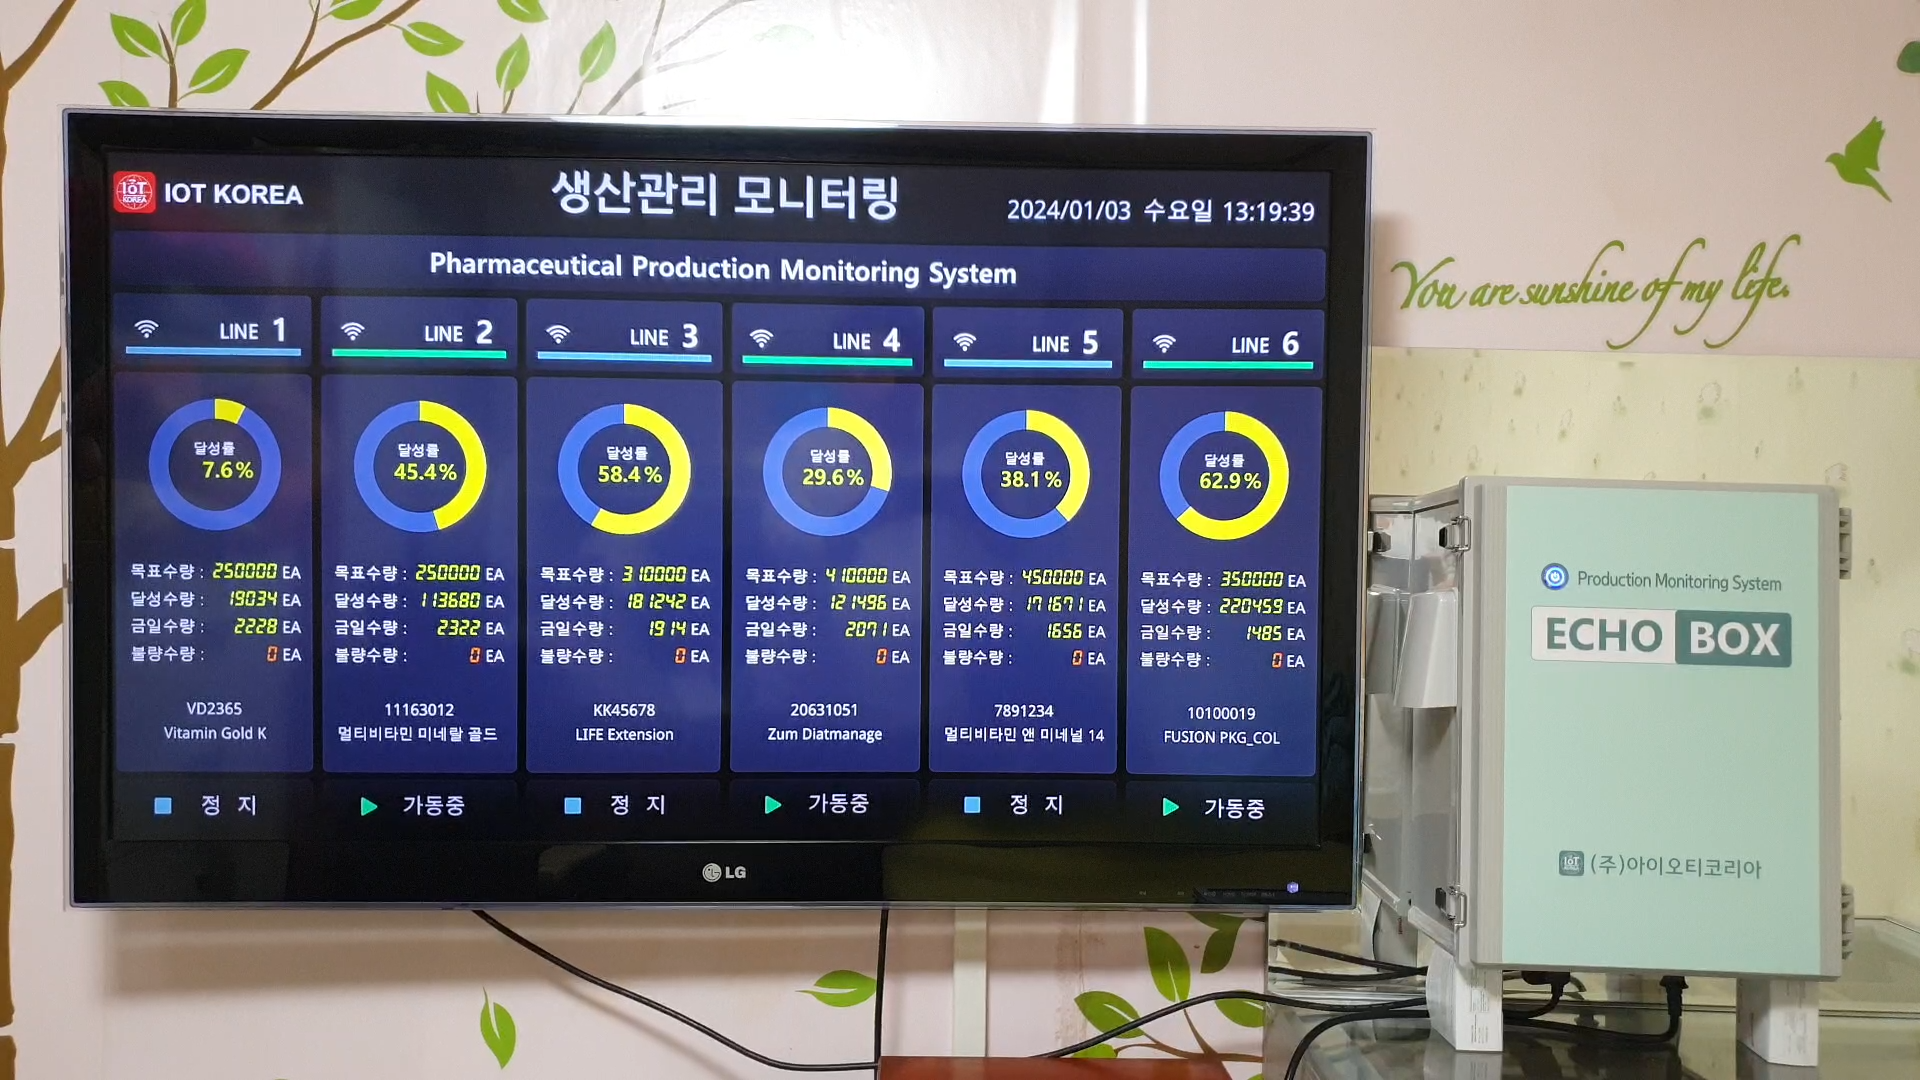 IoT KOREA IOT KOREA
생산관리 모니터링
2024/01/03 수요일 13:19:39
Pharmaceutical Production Monitoring System
LINE 1
LINE 2
LINE 3
LINE 4
LINE 5
LINE 6
달성률
7.6%
달성률
45.4%
달성률
58.4%
달성률
29.6%
달성률
38.1%
달성률
62.9%
목표수량 : 250000 EA
달성수량 : 19034 EA
금일수량 : 2228 EA
불량수량 : 0 EA
목표수량 : 250000 EA
달성수량 : 113680 EA
금일수량 : 2322 EA
불량수량 : 0 EA
목표수량 : 310000 EA
달성수량 : 181242 EA
금일수량 : 1914 EA
불량수량 : 0 EA
목표수량 : 410000 EA
달성수량 : 121496 EA
금일수량 : 2071 EA
불량수량 : 0 EA
목표수량 : 450000 EA
달성수량 : 171671 EA
금일수량 : 1656 EA
불량수량 : 0 EA
목표수량 : 350000 EA
달성수량 : 220459 EA
금일수량 : 1485 EA
불량수량 : 0 EA
VD2365
Vitamin Gold K
11163012
멀티비타민 미네랄 골드
KK45678
LIFE Extension
20631051
Zum Diatmanage
7891234
멀티비타민 앤 미네널 14
10100019
FUSION PKG_COL
정 지
가동중
정 지
가동중
정 지
가동중
LG
You are sunshine of my life.
Production Monitoring System
ECHO BOX
IoT (주)아이오티코리아